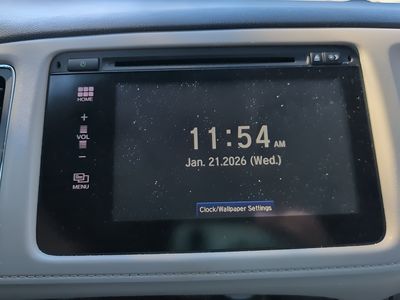 HOME
+
VOL
−
MENU
11:54 AM
Jan. 21.2026 (Wed.)
Clock/Wallpaper Settings